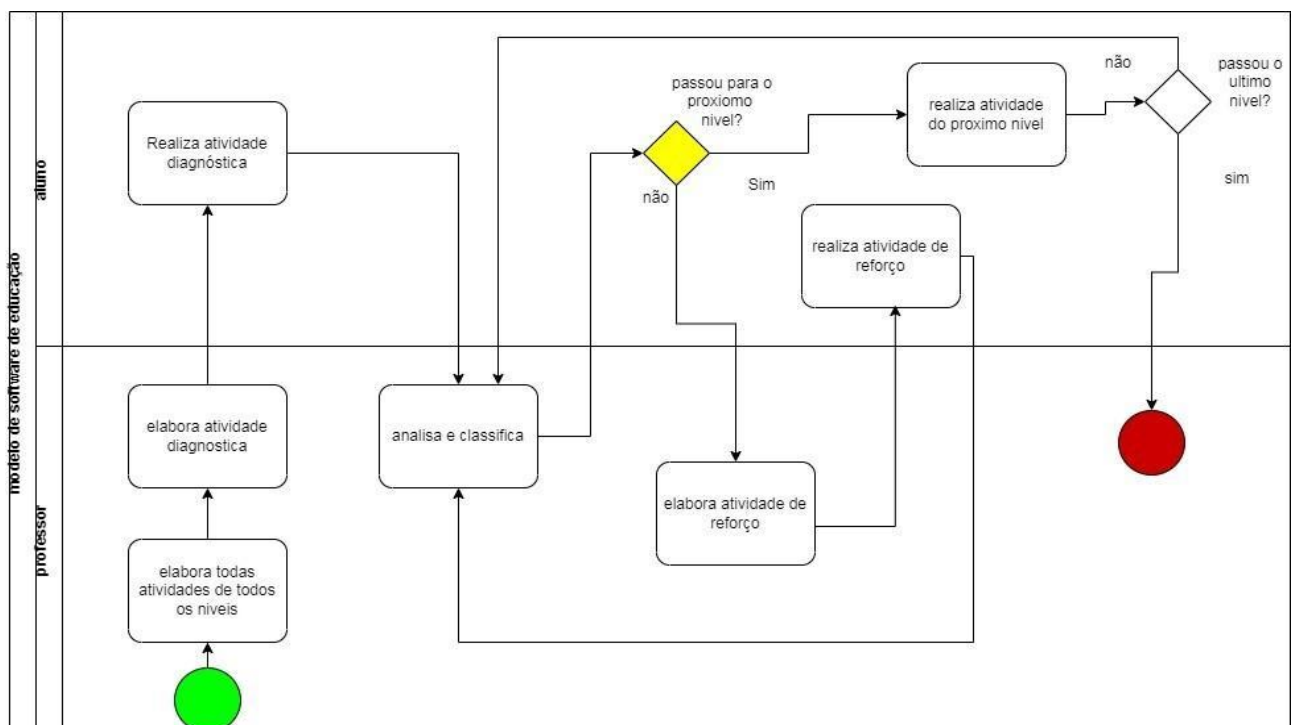 modelo de software de educação
aluno
professor
Realiza atividade
diagnóstica
passou para o
proxiomo
nivel?
não
Sim
realiza atividade
do proximo nivel
não
passou o
ultimo
nivel?
sim
realiza atividade de
reforço
elabora atividade
diagnostica
analisa e classifica
elabora atividade de
reforço
elabora todas
atividades de todos
os niveis